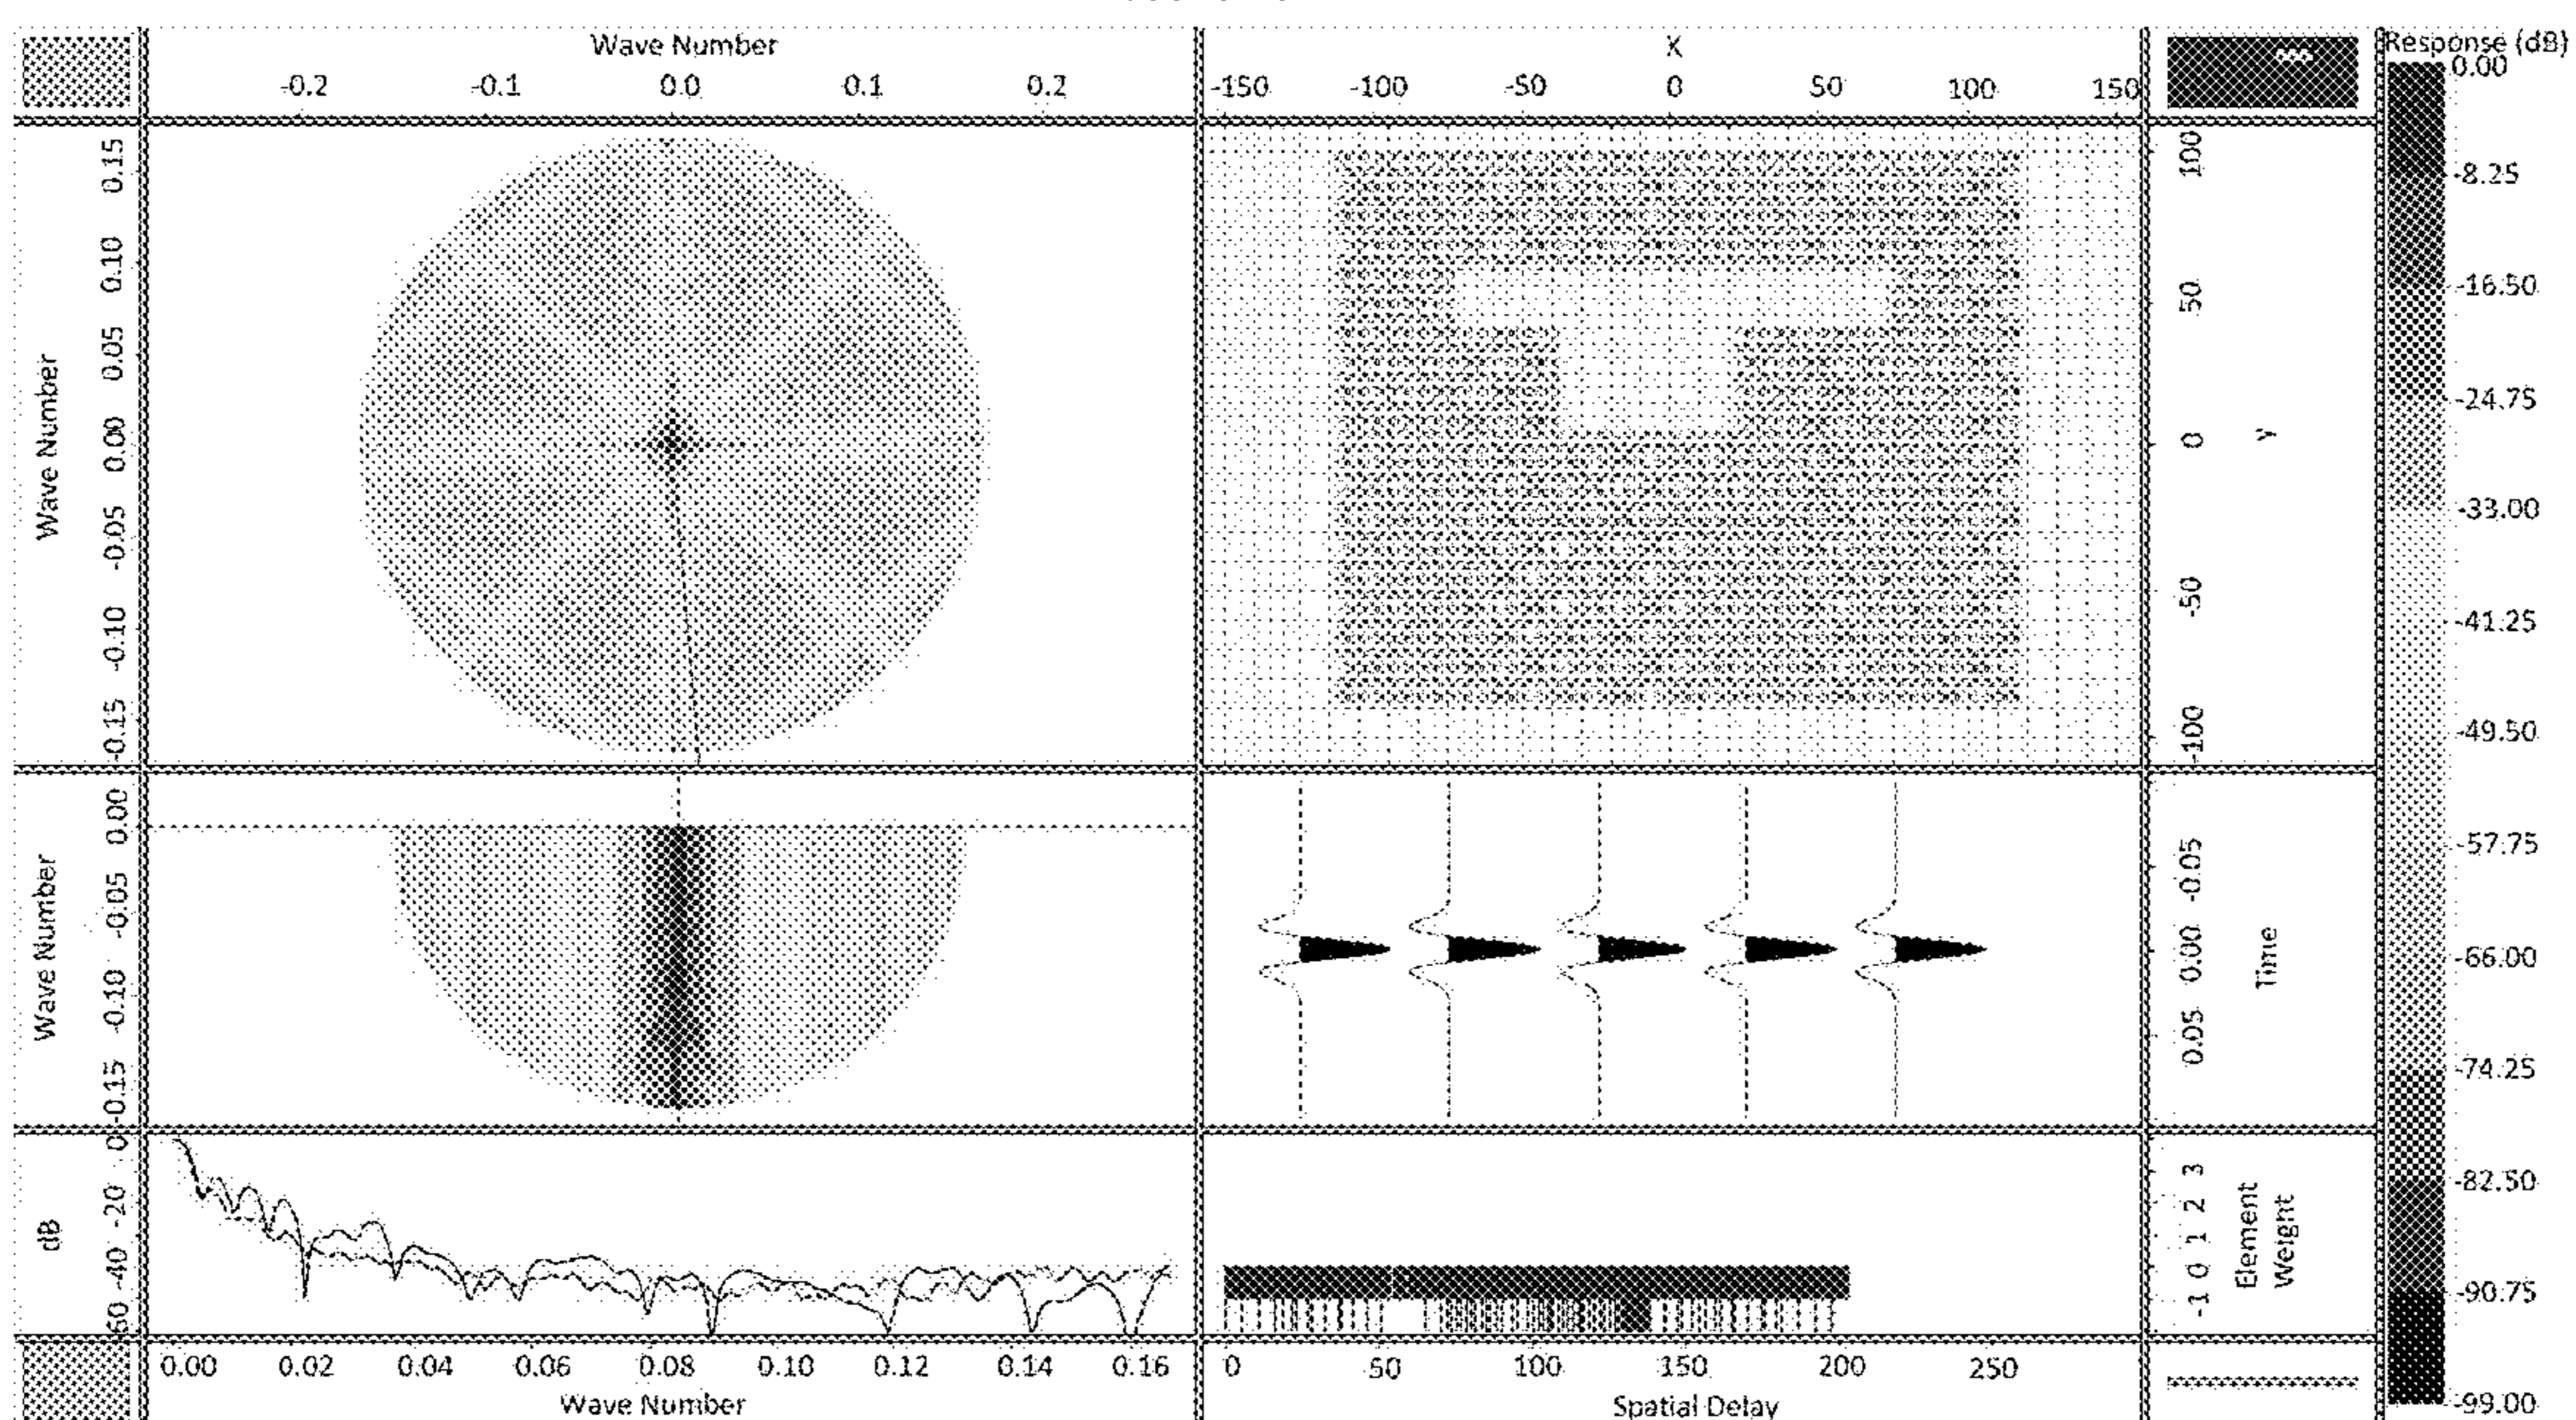 Wave Number
-0.2 -0.1 0.0 0.1 0.2
X
-150 -100 -50 0 50 100 150
Response (dB)
0.00
-8.25
-16.50
-24.75
-33.00
-41.25
-49.50
-57.75
-66.00
-74.25
-82.50
-90.75
-99.00
Wave Number
0.15 0.10 0.05 0.00 -0.05 -0.10 -0.15
100 50 0 -50 -100
Y
Wave Number
0.00 -0.05 -0.10 -0.15
-0.05 0.00 0.05
Time
dB
0 -20 -40 -60
-1 0 1 2 3
Element
Weight
0.00 0.02 0.04 0.06 0.08 0.10 0.12 0.14 0.16
Wave Number
0 50 100 150 200 250
Spatial Delay